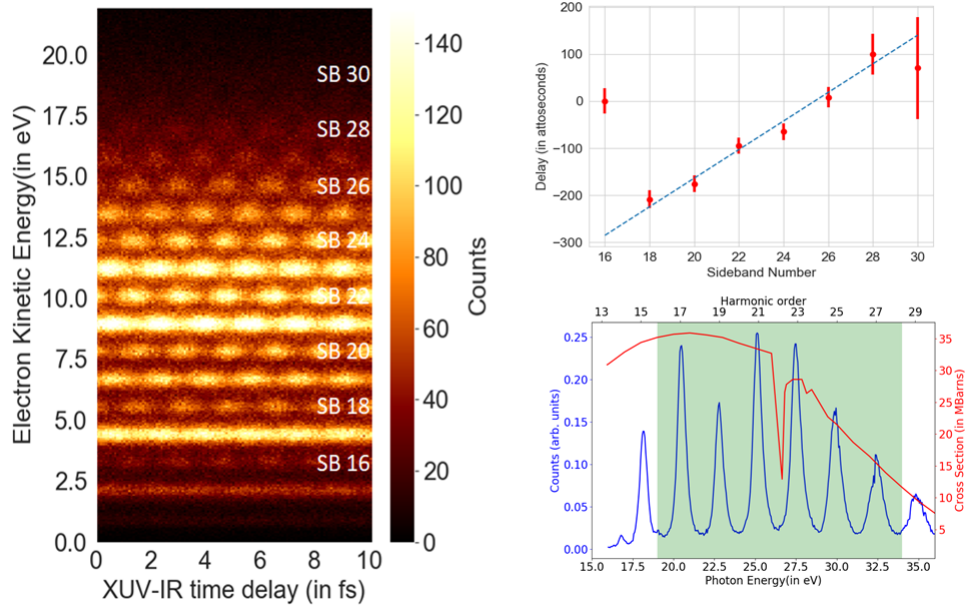 Electron Kinetic Energy(in eV)
20.0
17.5
15.0
12.5
10.0
7.5
5.0
2.5
0.0
SB 30
SB 28
SB 26
SB 24
SB 22
SB 20
SB 18
SB 16
0 2 4 6 8 10
XUV-IR time delay (in fs)
140
120
100
80
60
40
20
0
Counts
Delay (in attoseconds)
200
100
0
−100
−200
−300
16 18 20 22 24 26 28 30
Sideband Number
Harmonic order
13 15 17 19 21 23 25 27 29
Counts (arb. units)
0.25
0.20
0.15
0.10
0.05
0.00
35
30
25
20
15
10
5
Cross Section (in MBarns)
15.0 17.5 20.0 22.5 25.0 27.5 30.0 32.5 35.0
Photon Energy(in eV)